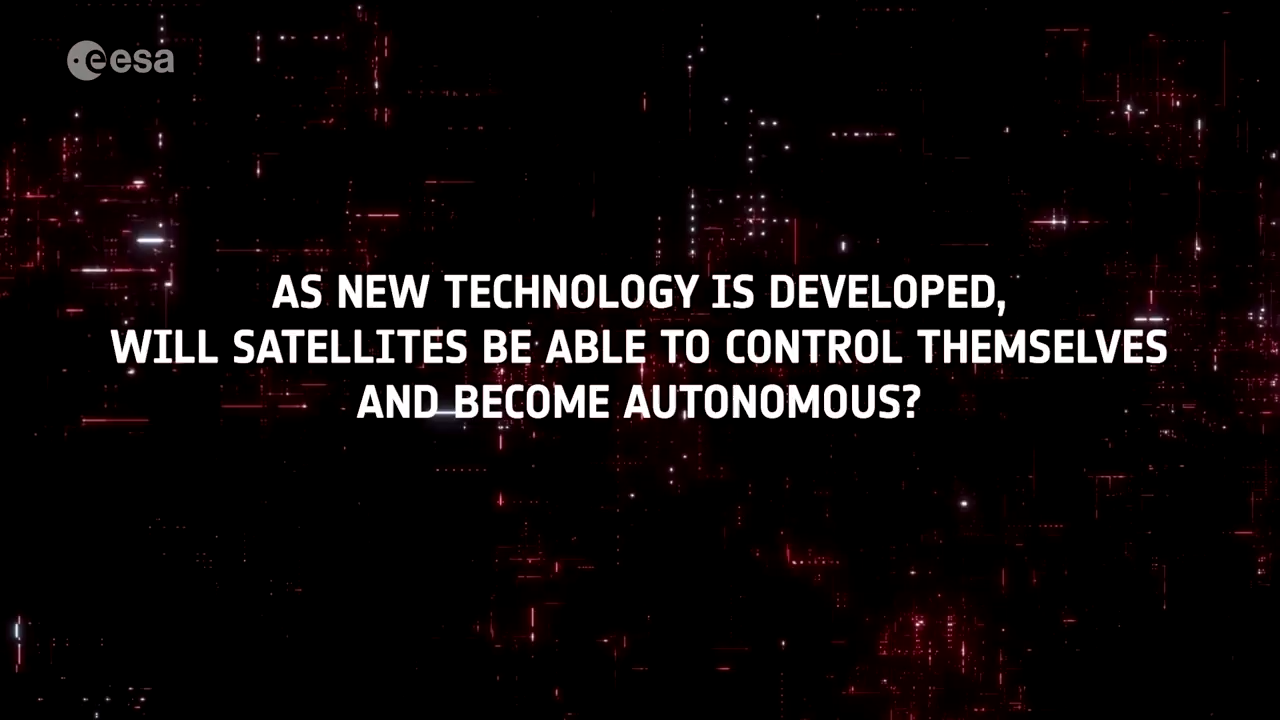 esa
AS NEW TECHNOLOGY IS DEVELOPED,
WILL SATELLITES BE ABLE TO CONTROL THEMSELVES
AND BECOME AUTONOMOUS?